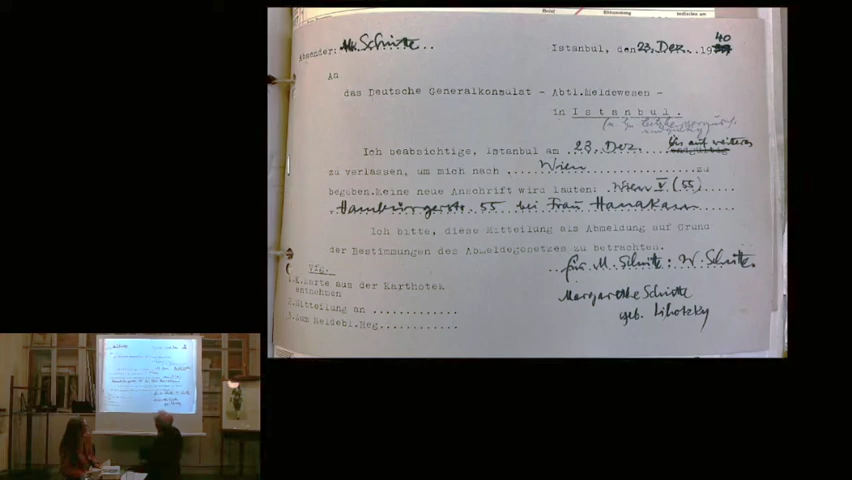 Absender: M. Schütte
Istanbul, den 23. Dez. 1940
An
das Deutsche Generalkonsulat - Abtl.Meldewesen -
in Istanbul.
Ich beabsichtige, Istanbul am 23. Dez. bis auf weiteres
zu verlassen, um mich nach Wien zu
begeben. Meine neue Anschrift wird lauten: Wien V (55)
Hamburgerstr. 55 bei Frau Hanakam
Ich bitte, diese Mitteilung als Abmeldung auf Grund
der Bestimmungen des Abmeldegesetzes zu betrachten.
für M. Schütte: W. Schütte.
Vfg.
1.K.Karte aus der Karthotek
entnehmen
Margarethe Schütte
geb. Lihotzky
2.Mitteilung an
3.Zum Meldebl.Reg.